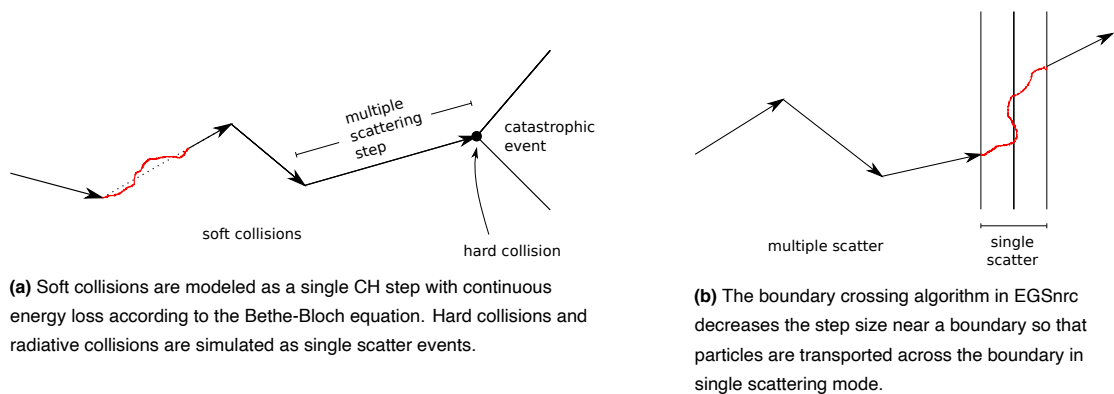 multiple
scattering
step
catastrophic
event
soft collisions
hard collision
(a) Soft collisions are modeled as a single CH step with continuous
energy loss according to the Bethe-Bloch equation. Hard collisions and
radiative collisions are simulated as single scatter events.
multiple scatter
single
scatter
(b) The boundary crossing algorithm in EGSnrc
decreases the step size near a boundary so that
particles are transported across the boundary in
single scattering mode.